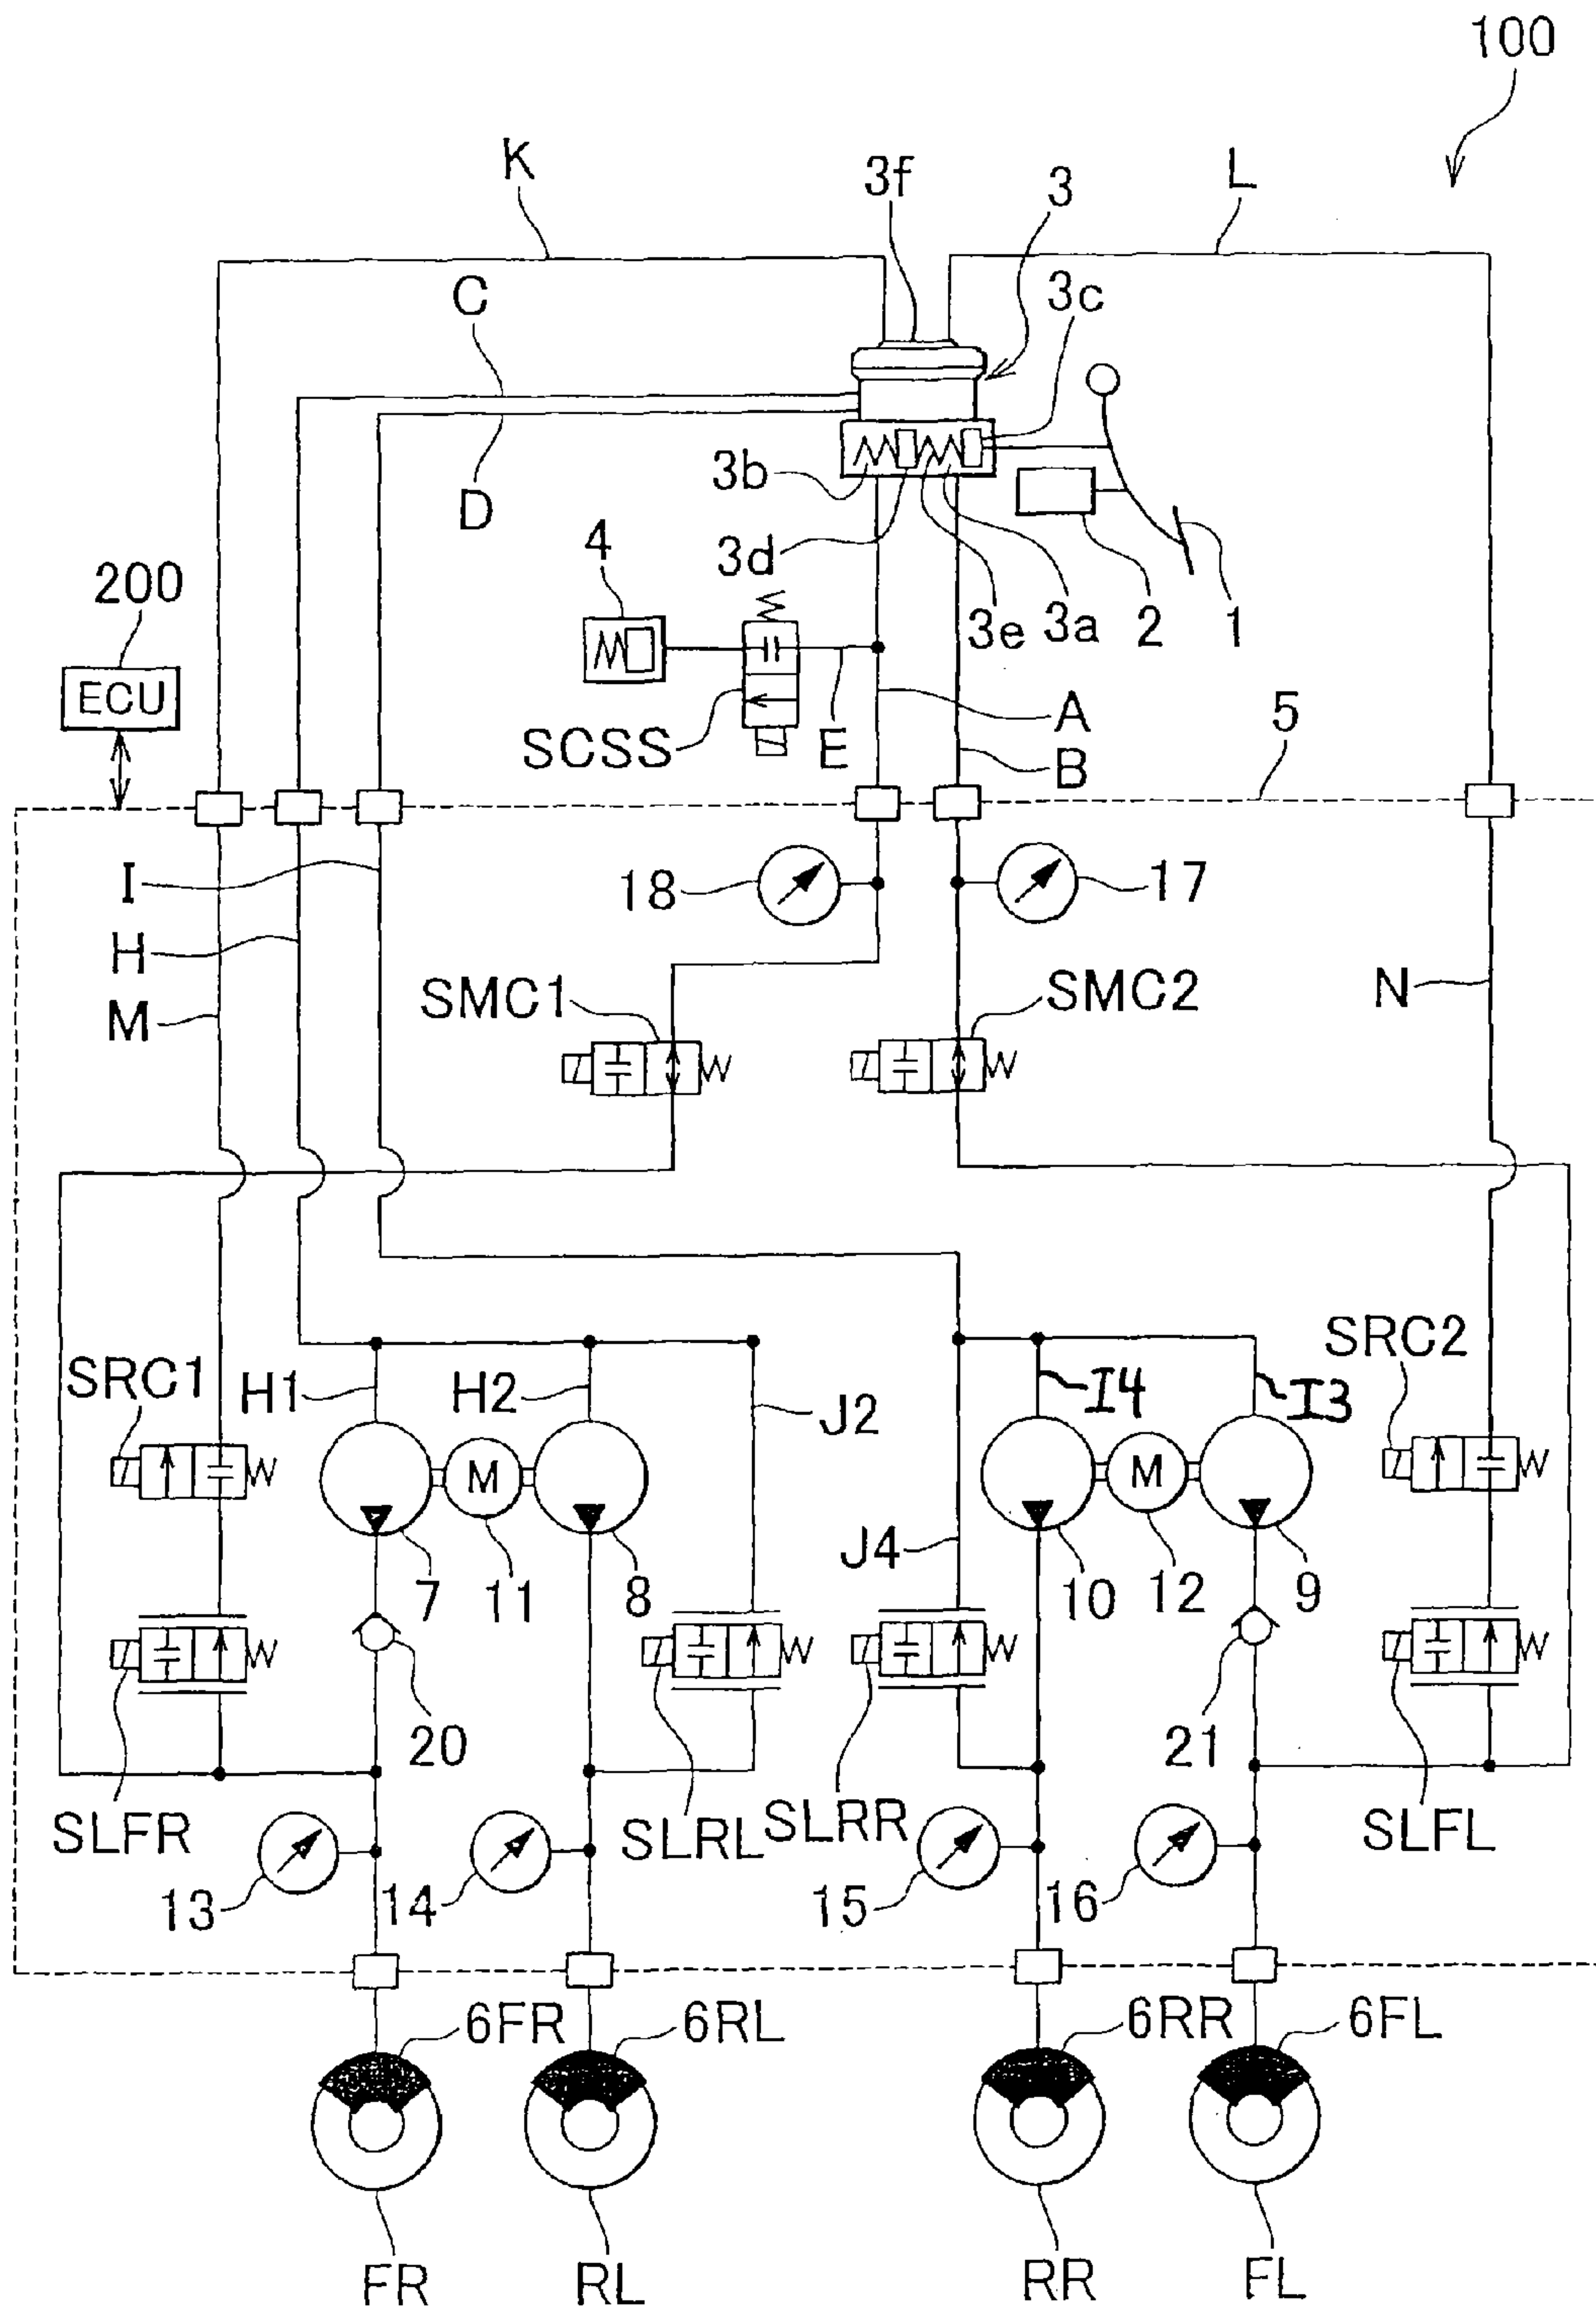 100
K
3f
3
L
C
3c
3b
D
4
3d
200
3e
3a
2
1
ECU
A
5
SCSS
E
B
I
18
17
H
SMC1
SMC2
N
M
SRC1
H1
H2
J2
I4
I3
SRC2
M
M
J4
7
11
8
10
12
9
20
21
SLFR
SLRL
SLRR
SLFL
13
14
15
16
6FR
6RL
6RR
6FL
FR
RL
RR
FL